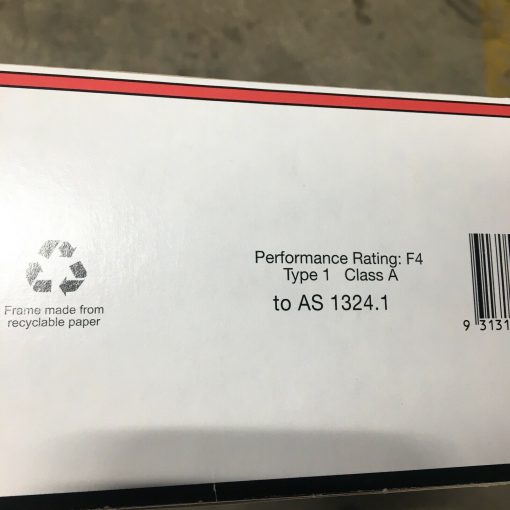 Performance Rating: F4
Type 1 Class A
to AS 1324.1
Frame made from
recyclable paper
9 3131